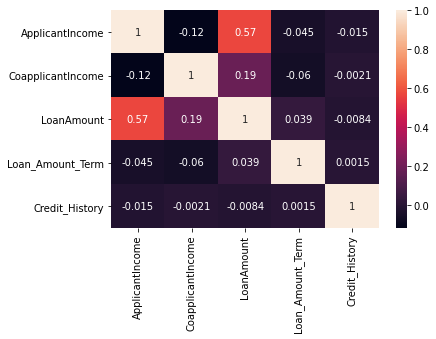 ApplicantIncome 1 -0.12 0.57 -0.045 -0.015
CoapplicantIncome -0.12 1 0.19 -0.06 -0.0021
LoanAmount 0.57 0.19 1 0.039 -0.0084
Loan_Amount_Term -0.045 -0.06 0.039 1 0.0015
Credit_History -0.015 -0.0021 -0.0084 0.0015 1
ApplicantIncome
CoapplicantIncome
LoanAmount
Loan_Amount_Term
Credit_History
1.0
0.8
0.6
0.4
0.2
0.0